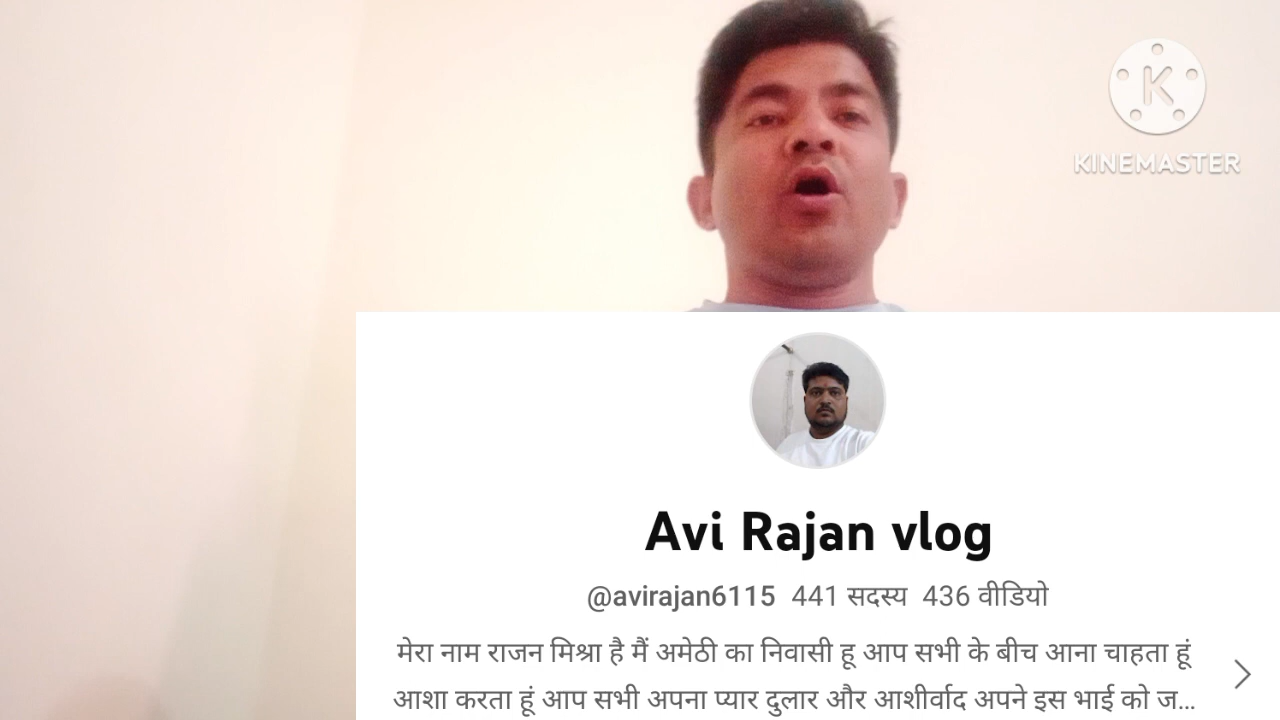 K
KINEMASTER
Avi Rajan vlog
@avirajan6115 441 सदस्य 436 वीडियो
मेरा नाम राजन मिश्रा है मैं अमेठी का निवासी हू आप सभी के बीच आना चाहता हूं
आशा करता हूं आप सभी अपना प्यार दुलार और आशीर्वाद अपने इस भाई को ज...